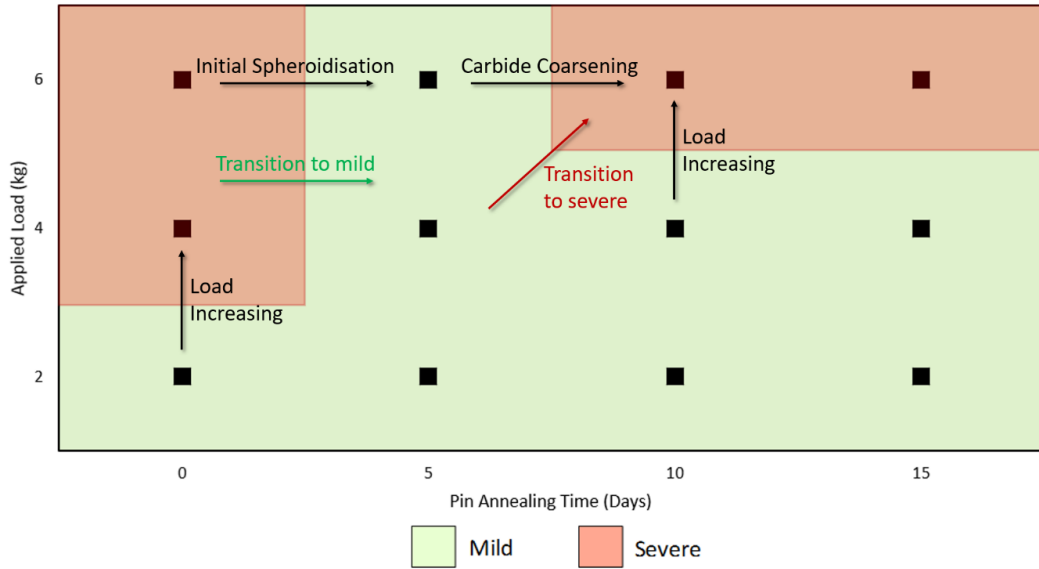 6
Initial Spheroidisation
Carbide Coarsening
Transition to mild
Load
Increasing
Transition
to severe
Applied Load (kg)
4
Load
Increasing
2
0
5
10
15
Pin Annealing Time (Days)
Mild
Severe